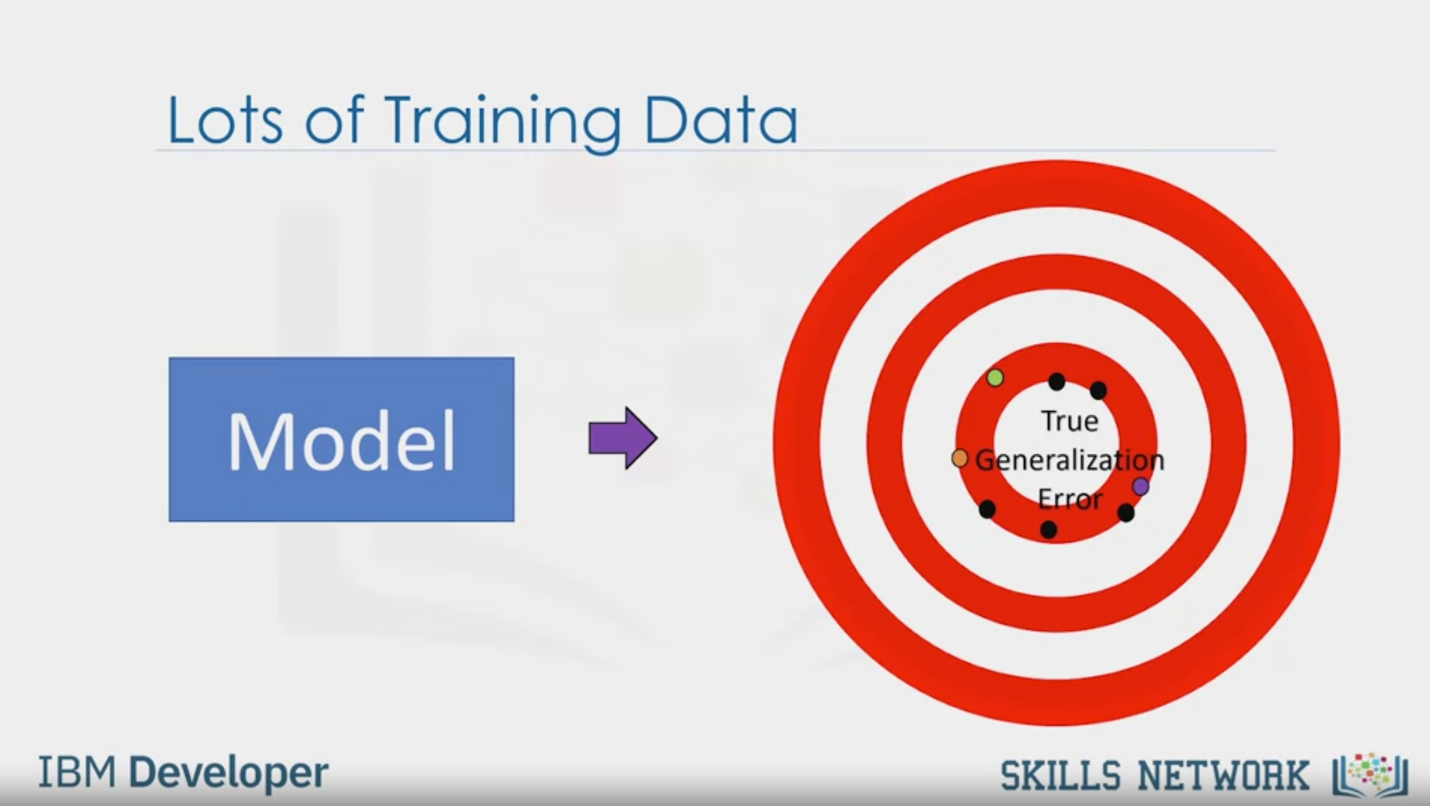 Lots of Training Data
Model
True
Generalization
Error
IBM Developer
SKILLS NETWORK